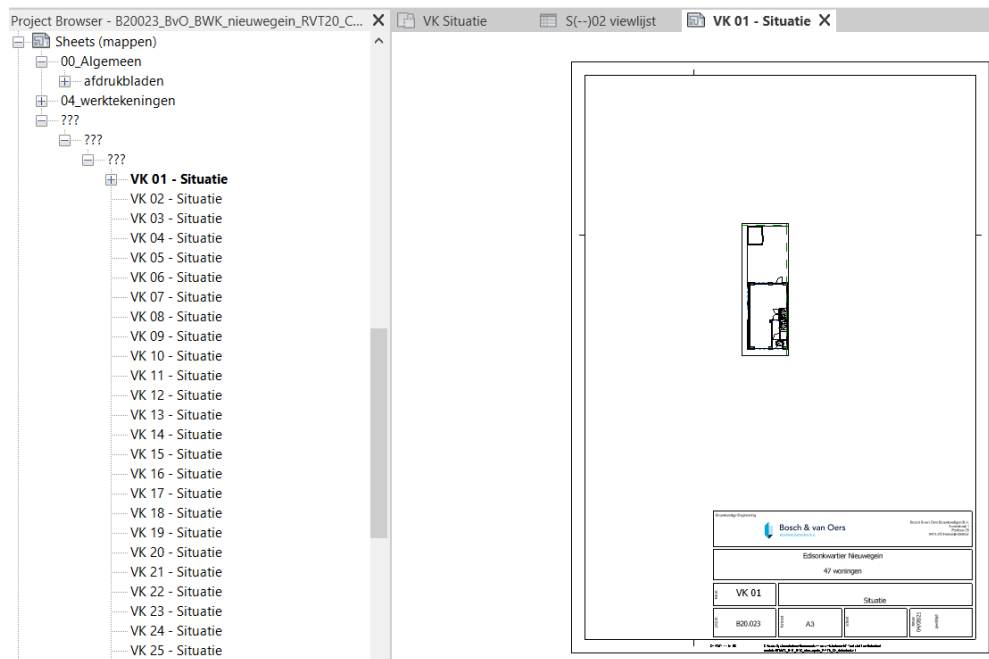 Project Browser - B20023_BvO_BWK_nieuwegein_RVT20_C...
VK Situatie
S(--)02 viewlijst
VK 01 - Situatie
Sheets (mappen)
00_Algemeen
afdrukbladen
04_werktekeningen
???
???
???
VK 01 - Situatie
VK 02 - Situatie
VK 03 - Situatie
VK 04 - Situatie
VK 05 - Situatie
VK 06 - Situatie
VK 07 - Situatie
VK 08 - Situatie
VK 09 - Situatie
VK 10 - Situatie
VK 11 - Situatie
VK 12 - Situatie
VK 13 - Situatie
VK 14 - Situatie
VK 15 - Situatie
VK 16 - Situatie
VK 17 - Situatie
VK 18 - Situatie
VK 19 - Situatie
VK 20 - Situatie
VK 21 - Situatie
VK 22 - Situatie
VK 23 - Situatie
VK 24 - Situatie
VK 25 - Situatie
Bouwkundige Engineering
Bosch & van Oers
Edisonkwartier Nieuwegein
47 woningen
VK 01
Situatie
B20.023
A3